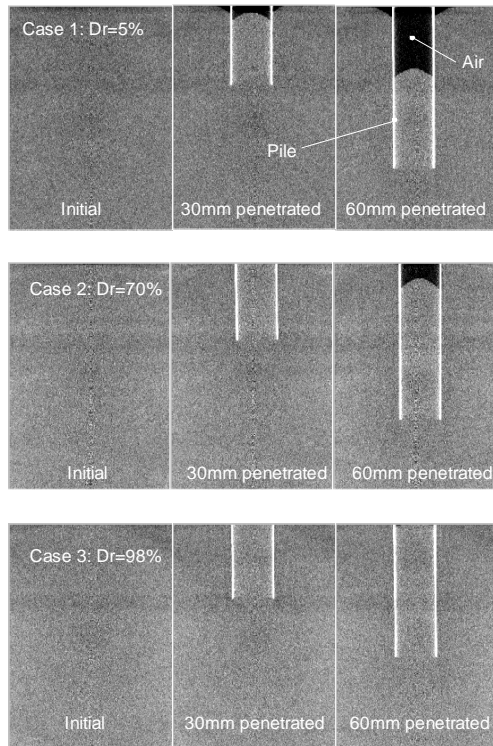 Case 1: Dr=5%
Air
Pile
Initial
30mm penetrated
60mm penetrated
Case 2: Dr=70%
Initial
30mm penetrated
60mm penetrated
Case 3: Dr=98%
Initial
30mm penetrated
60mm penetrated